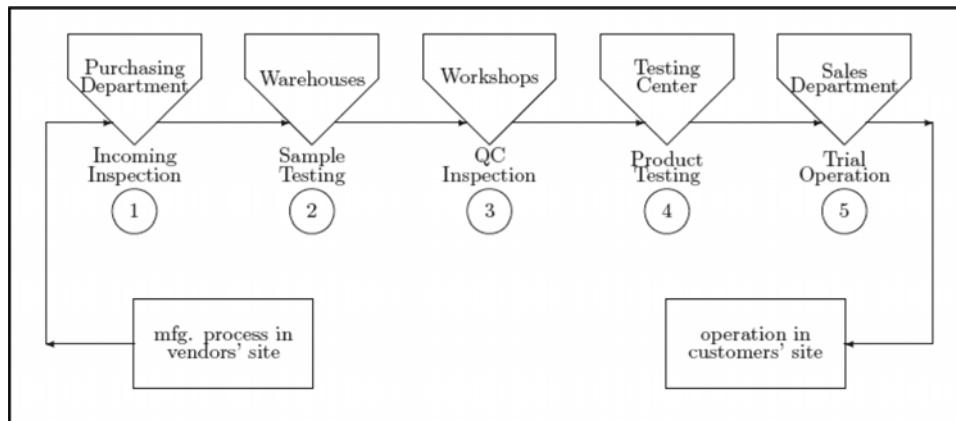 Purchasing
Department
Warehouses
Workshops
Testing
Center
Sales
Department
Incoming
Inspection
1
Sample
Testing
2
QC
Inspection
3
Product
Testing
4
Trial
Operation
5
mfg. process in
vendors' site
operation in
customers' site